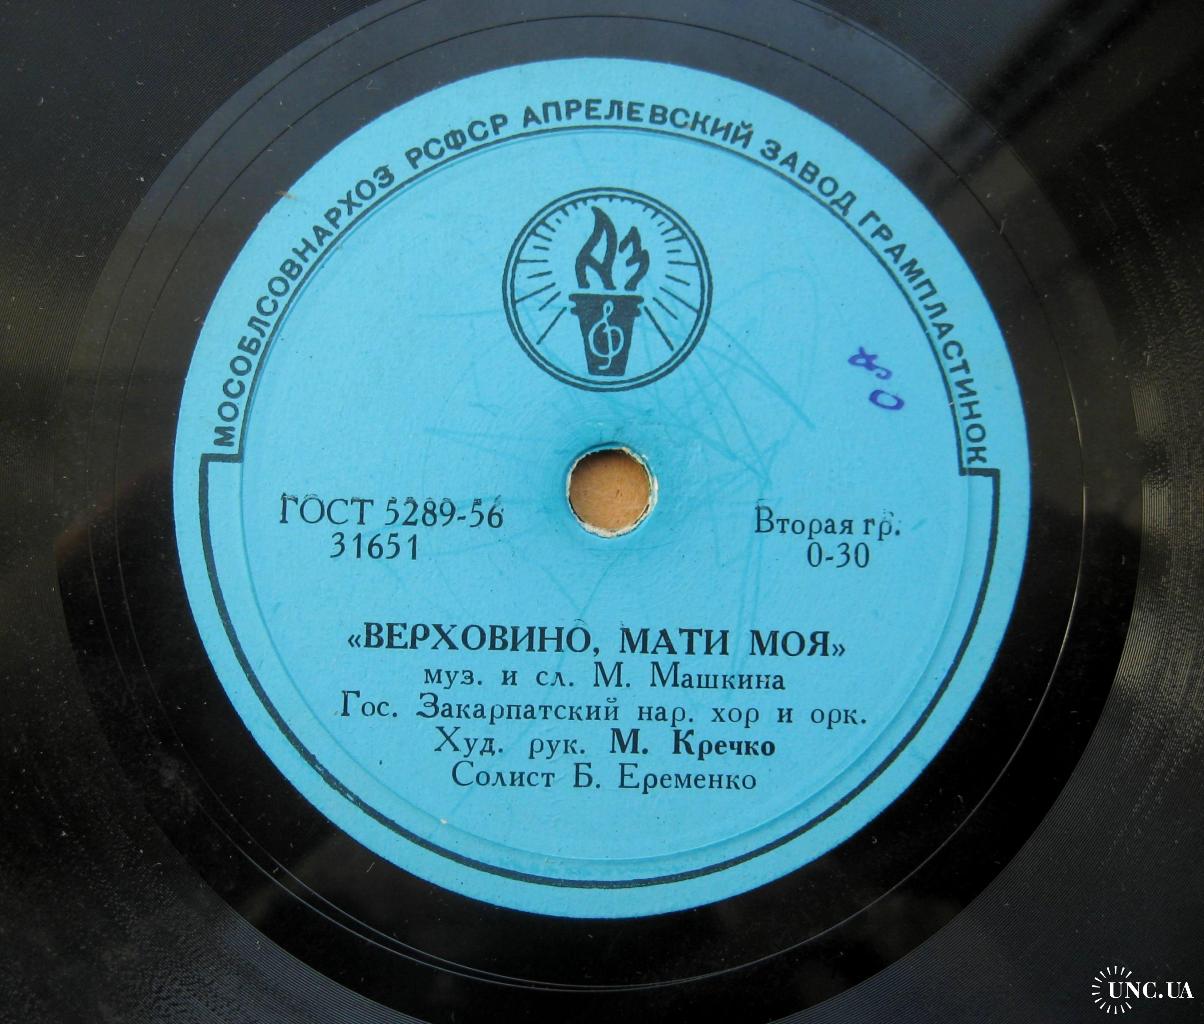 МОСОБЛСОВНАРХОЗ РСФСР АПРЕЛЕВСКИЙ ЗАВОД ГРАМПЛАСТИНОК
АЗ
ГОСТ 5289-56
31651
Вторая гр.
0-30
«ВЕРХОВИНО, МАТИ МОЯ»
муз. и сл. М. Машкина
Гос. Закарпатский нар. хор и орк.
Худ. рук. М. Кречко
Солист Б. Еременко
UNC.UA